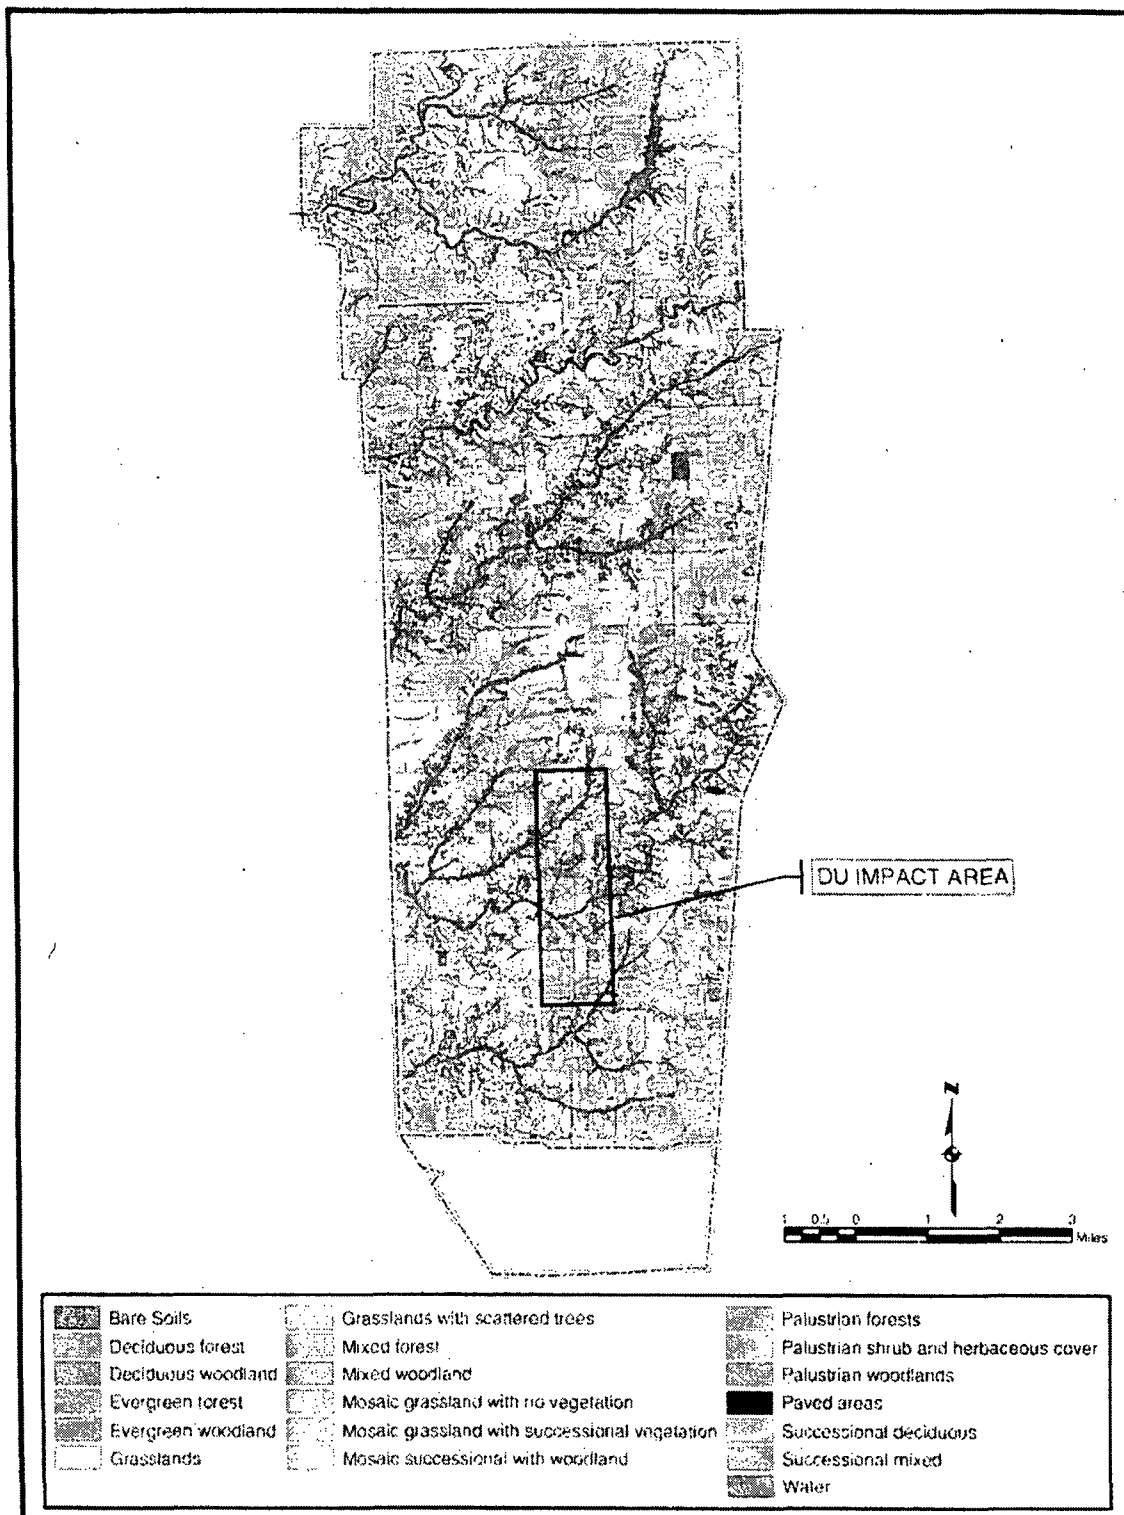 DU IMPACT AREA
N
1 0.5 0 1 2 3
Miles
Bare Soils
Deciduous forest
Deciduous woodland
Evergreen forest
Evergreen woodland
Grasslands
Grasslands with scattered trees
Mixed forest
Mixed woodland
Mosaic grassland with no vegetation
Mosaic grassland with successional vegetation
Mosaic successional with woodland
Palustrian forests
Palustrian shrub and herbaceous cover
Palustrian woodlands
Paved areas
Successional deciduous
Successional mixed
Water